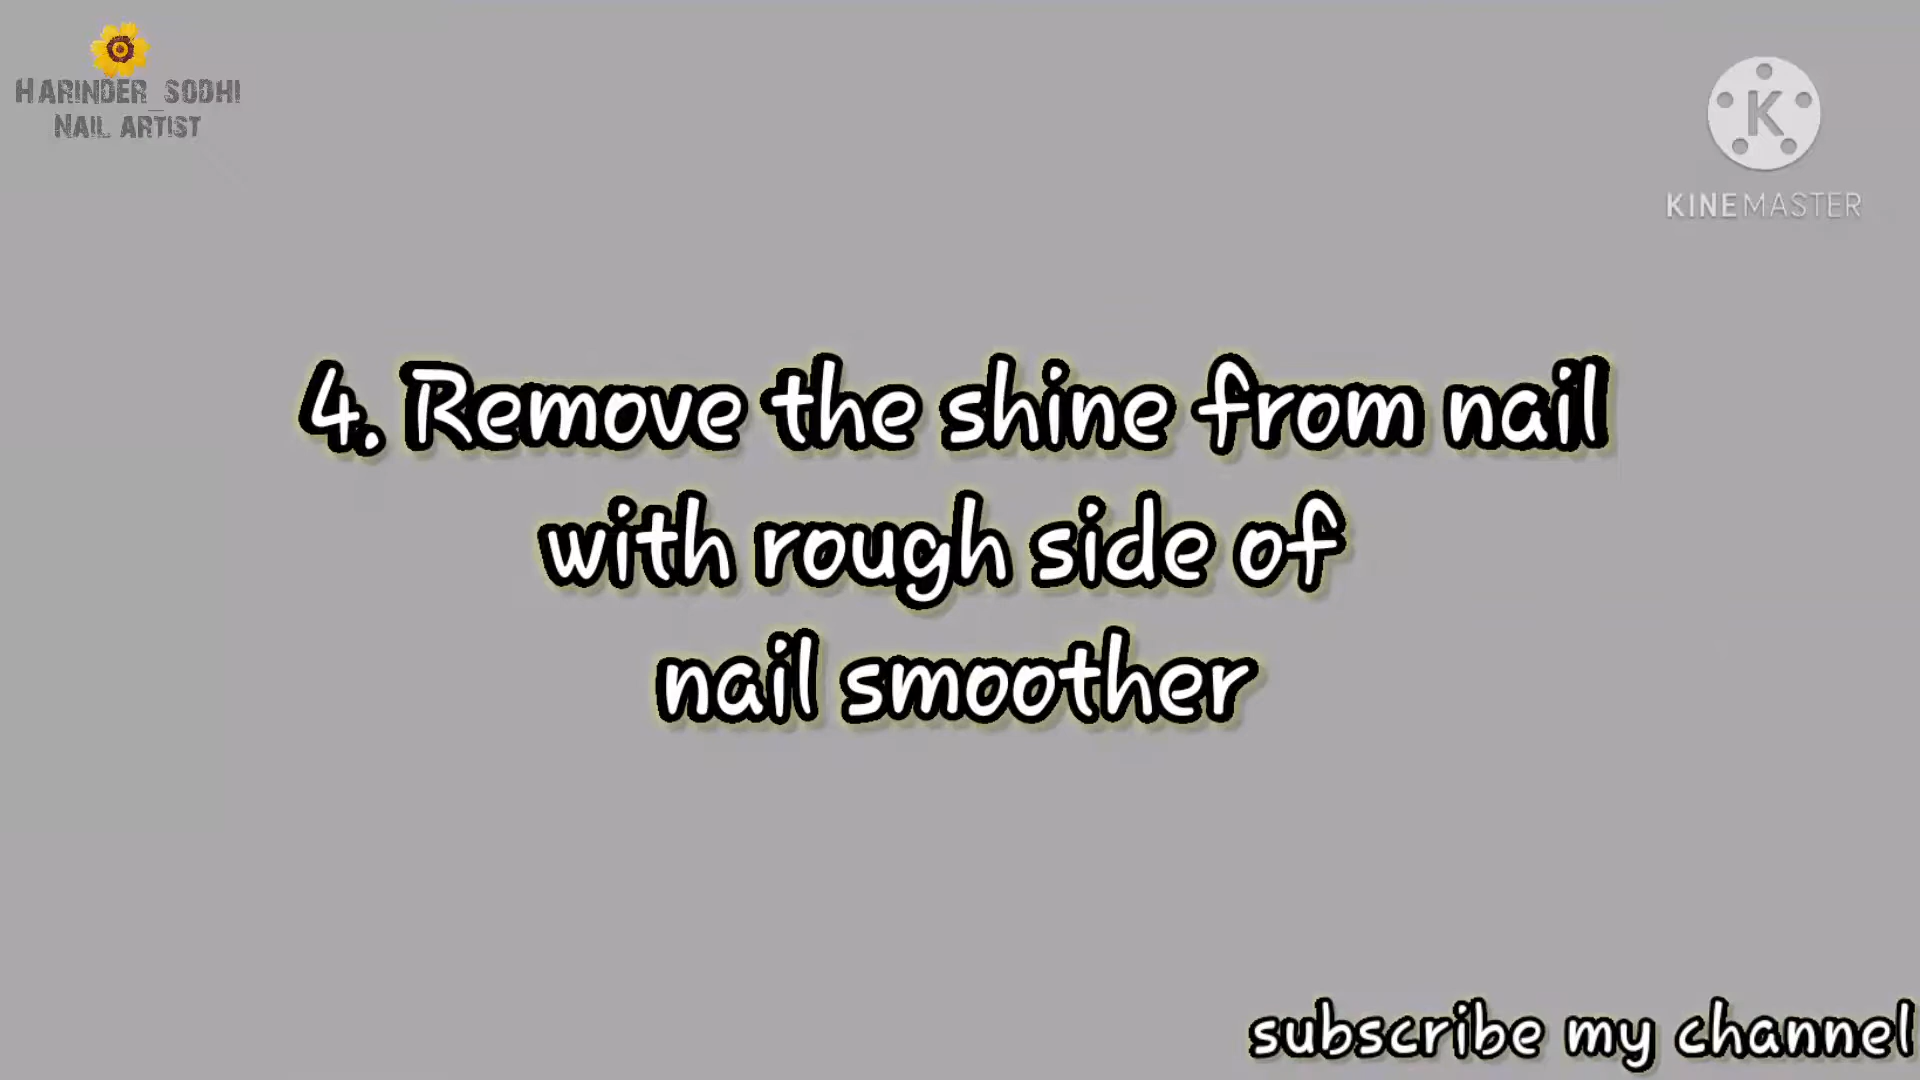 HARINDER_SODHI
NAIL ARTIST
K
KINEMASTER
4. Remove the shine from nail
with rough side of
nail smoother
subscribe my channel